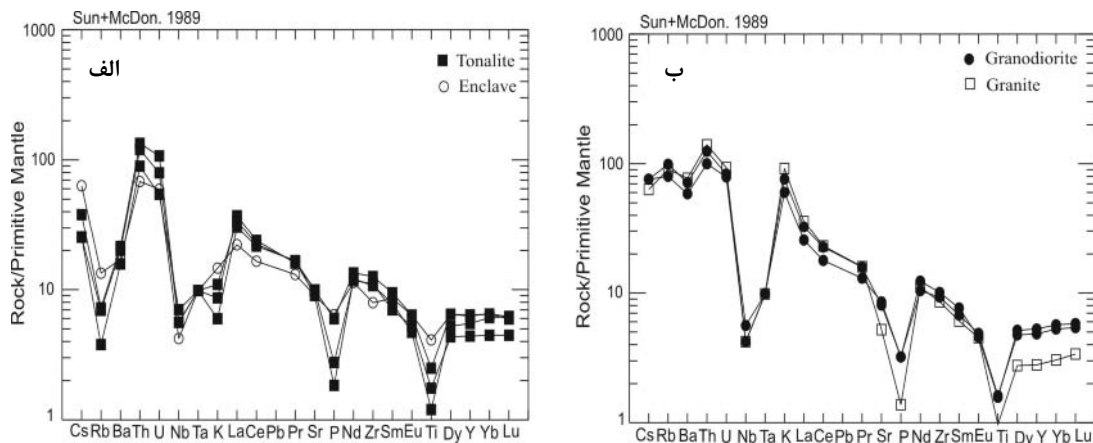 Sun+McDon. 1989
1000
100
10
1
Rock/Primitive Mantle
الف
Tonalite
Enclave
Cs Rb Ba Th U Nb Ta K La Ce Pb Pr Sr P Nd Zr Sm Eu Ti Dy Y Yb Lu
Sun+McDon. 1989
1000
100
10
1
Rock/Primitive Mantle
ب
Granodiorite
Granite
Cs Rb Ba Th U Nb Ta K La Ce Pb Pr Sr P Nd Zr Sm Eu Ti Dy Y Yb Lu